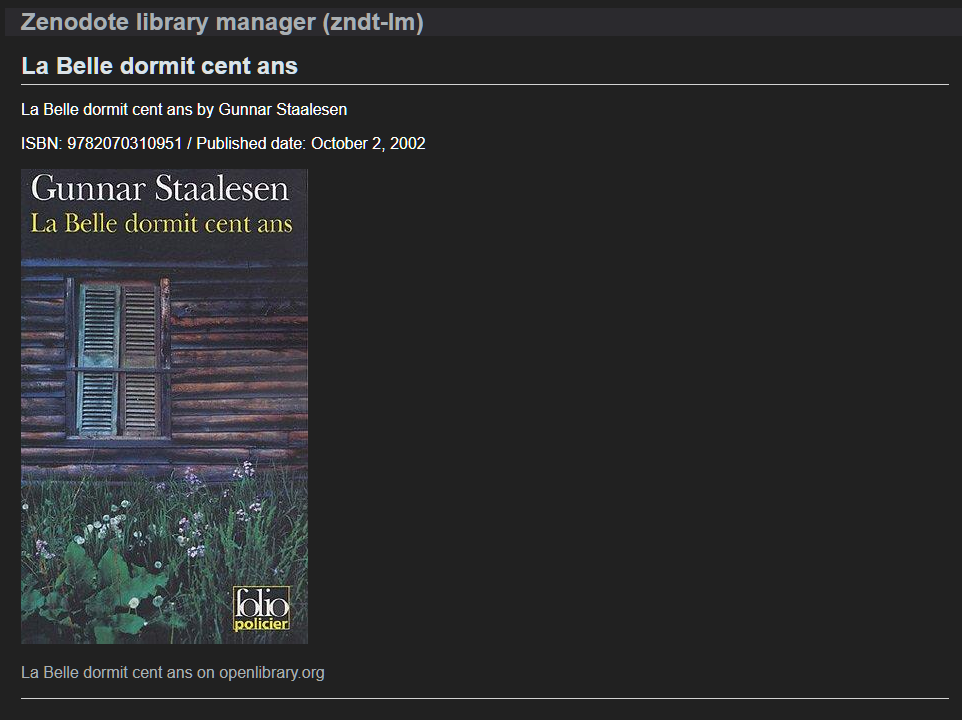 Zenodote library manager (zndt-lm)
La Belle dormit cent ans
La Belle dormit cent ans by Gunnar Staalesen
ISBN: 9782070310951 / Published date: October 2, 2002
Gunnar Staalesen
La Belle dormit cent ans
folio
policier
La Belle dormit cent ans on openlibrary.org